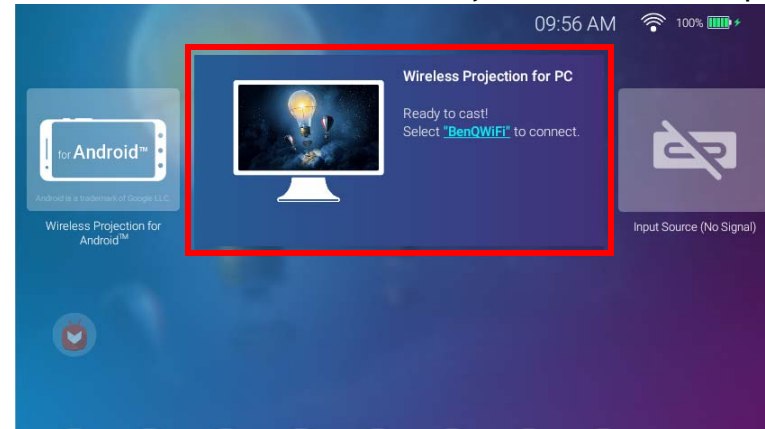 09:56 AM
100%
Wireless Projection for PC
Ready to cast!
Select "BenQWiFi" to connect.
for Android™
Android is a trademark of Google LLC.
Wireless Projection for
Android™
Input Source (No Signal)